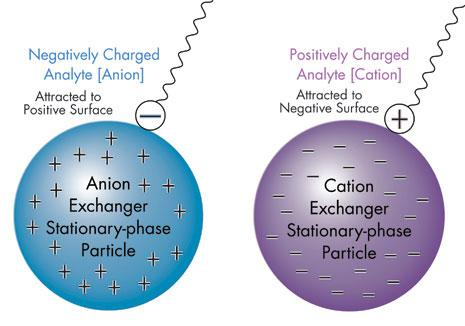 Negatively Charged
Analyte [Anion]
Attracted to
Positive Surface
Anion
Exchanger
Stationary-phase
Particle
Positively Charged
Analyte [Cation]
Attracted to
Negative Surface
Cation
Exchanger
Stationary-phase
Particle